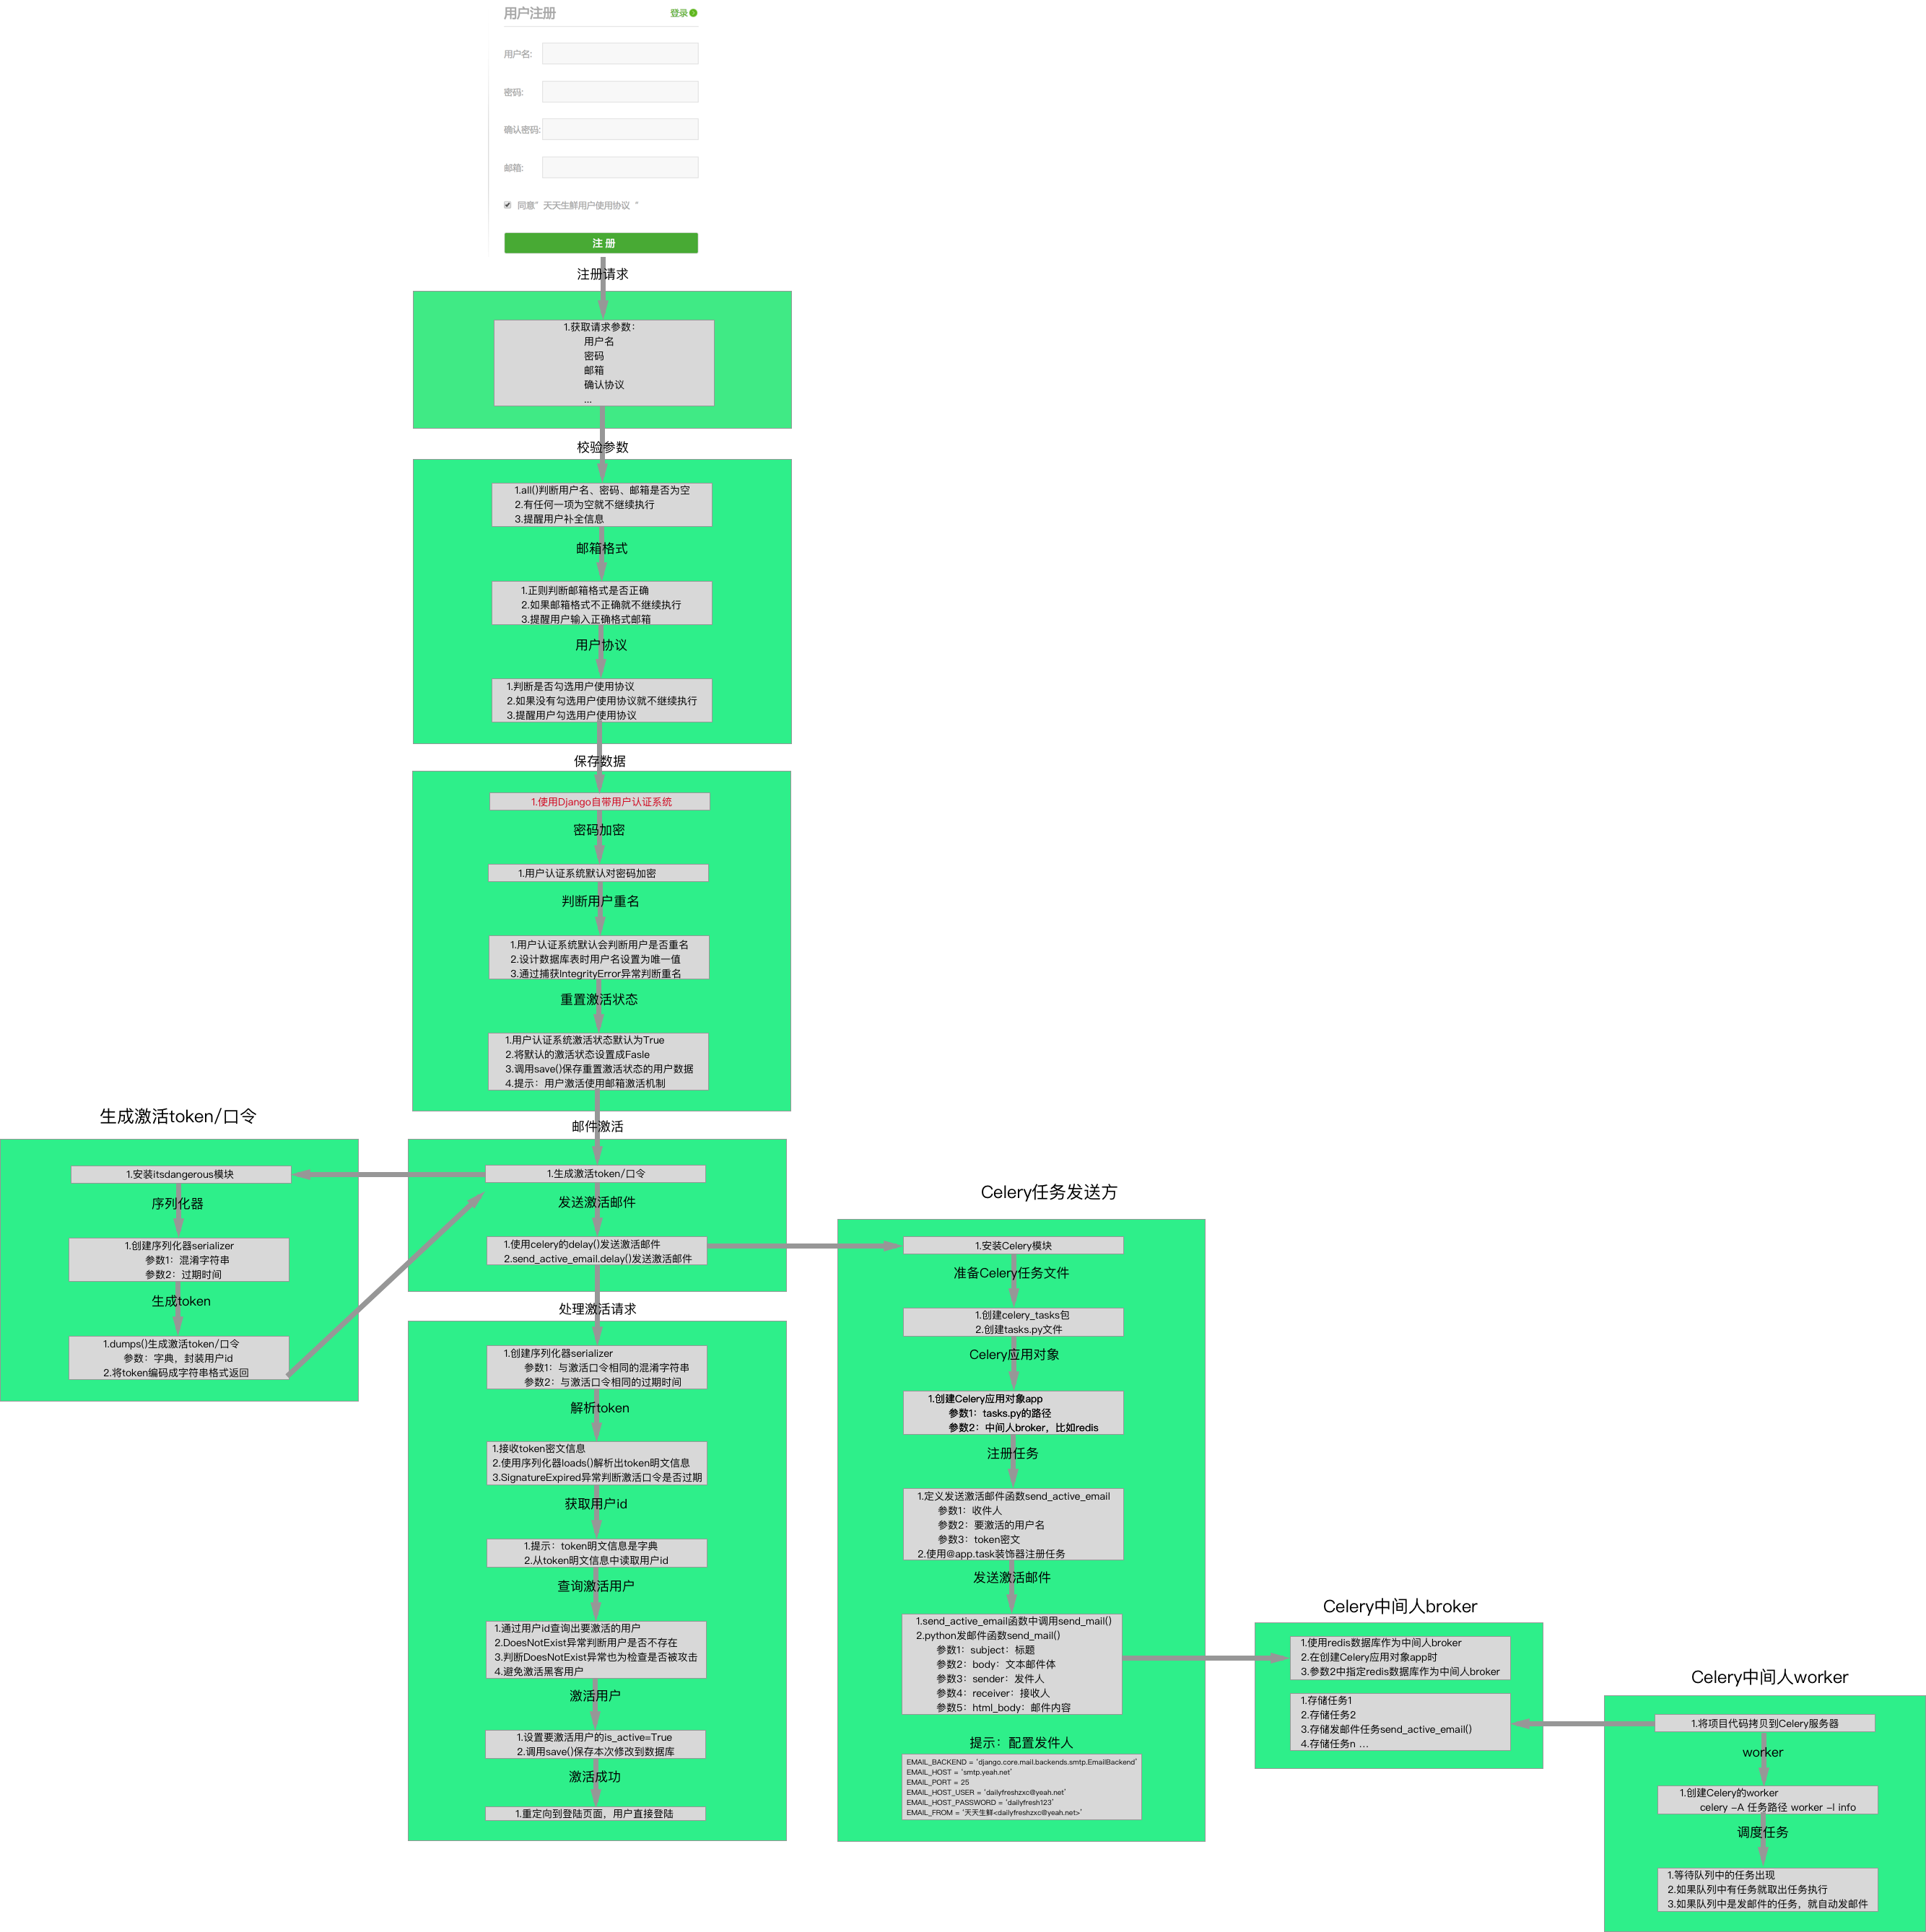 用户注册
登录
用户名:
密码:
确认密码:
邮箱:
同意”天天生鲜用户使用协议 “
注 册
注册请求
1.获取请求参数：
用户名
密码
邮箱
确认协议
...
校验参数
1.all()判断用户名、密码、邮箱是否为空
2.有任何一项为空就不继续执行
3.提醒用户补全信息
邮箱格式
1.正则判断邮箱格式是否正确
2.如果邮箱格式不正确就不继续执行
3.提醒用户输入正确格式邮箱
用户协议
1.判断是否勾选用户使用协议
2.如果没有勾选用户使用协议就不继续执行
3.提醒用户勾选用户使用协议
保存数据
1.使用Django自带用户认证系统
密码加密
1.用户认证系统默认对密码加密
判断用户重名
1.用户认证系统默认会判断用户是否重名
2.设计数据库表时用户名设置为唯一值
3.通过捕获IntegrityError异常判断重名
重置激活状态
1.用户认证系统激活状态默认为True
2.将默认的激活状态设置成Fasle
3.调用save()保存重置激活状态的用户数据
4.提示：用户激活使用邮箱激活机制
邮件激活
1.生成激活token/口令
发送激活邮件
1.使用celery的delay()发送激活邮件
2.send_active_email.delay()发送激活邮件
生成激活token/口令
1.安装itsdangerous模块
序列化器
1.创建序列化器serializer
参数1：混淆字符串
参数2：过期时间
生成token
1.dumps()生成激活token/口令
参数：字典，封装用户id
2.将token编码成字符串格式返回
处理激活请求
1.创建序列化器serializer
参数1：与激活口令相同的混淆字符串
参数2：与激活口令相同的过期时间
解析token
1.接收token密文信息
2.使用序列化器loads()解析出token明文信息
3.SignatureExpired异常判断激活口令是否过期
获取用户id
1.提示：token明文信息是字典
2.从token明文信息中读取用户id
查询激活用户
1.通过用户id查询出要激活的用户
2.DoesNotExist异常判断用户是否不存在
3.判断DoesNotExist异常也为检查是否被攻击
4.避免激活黑客用户
激活用户
1.设置要激活用户的is_active=True
2.调用save()保存本次修改到数据库
激活成功
1.重定向到登陆页面，用户直接登陆
Celery任务发送方
1.安装Celery模块
准备Celery任务文件
1.创建celery_tasks包
2.创建tasks.py文件
Celery应用对象
1.创建Celery应用对象app
参数1：tasks.py的路径
参数2：中间人broker，比如redis
注册任务
1.定义发送激活邮件函数send_active_email
参数1：收件人
参数2：要激活的用户名
参数3：token密文
2.使用@app.task装饰器注册任务
发送激活邮件
1.send_active_email函数中调用send_mail()
2.python发邮件函数send_mail()
参数1：subject：标题
参数2：body：文本邮件体
参数3：sender：发件人
参数4：receiver：接收人
参数5：html_body：邮件内容
提示：配置发件人
EMAIL_BACKEND = 'django.core.mail.backends.smtp.EmailBackend'
EMAIL_HOST = 'smtp.yeah.net'
EMAIL_PORT = 25
EMAIL_HOST_USER = 'dailyfreshzxc@yeah.net'
EMAIL_HOST_PASSWORD = 'dailyfresh123'
EMAIL_FROM = '天天生鲜<dailyfreshzxc@yeah.net>'
Celery中间人broker
1.使用redis数据库作为中间人broker
2.在创建Celery应用对象app时
3.参数2中指定redis数据库作为中间人broker
1.存储任务1
2.存储任务2
3.存储发邮件任务send_active_email()
4.存储任务n ...
Celery中间人worker
1.将项目代码拷贝到Celery服务器
worker
1.创建Celery的worker
celery -A 任务路径 worker -l info
调度任务
1.等待队列中的任务出现
2.如果队列中有任务就取出任务执行
3.如果队列中是发邮件的任务，就自动发邮件